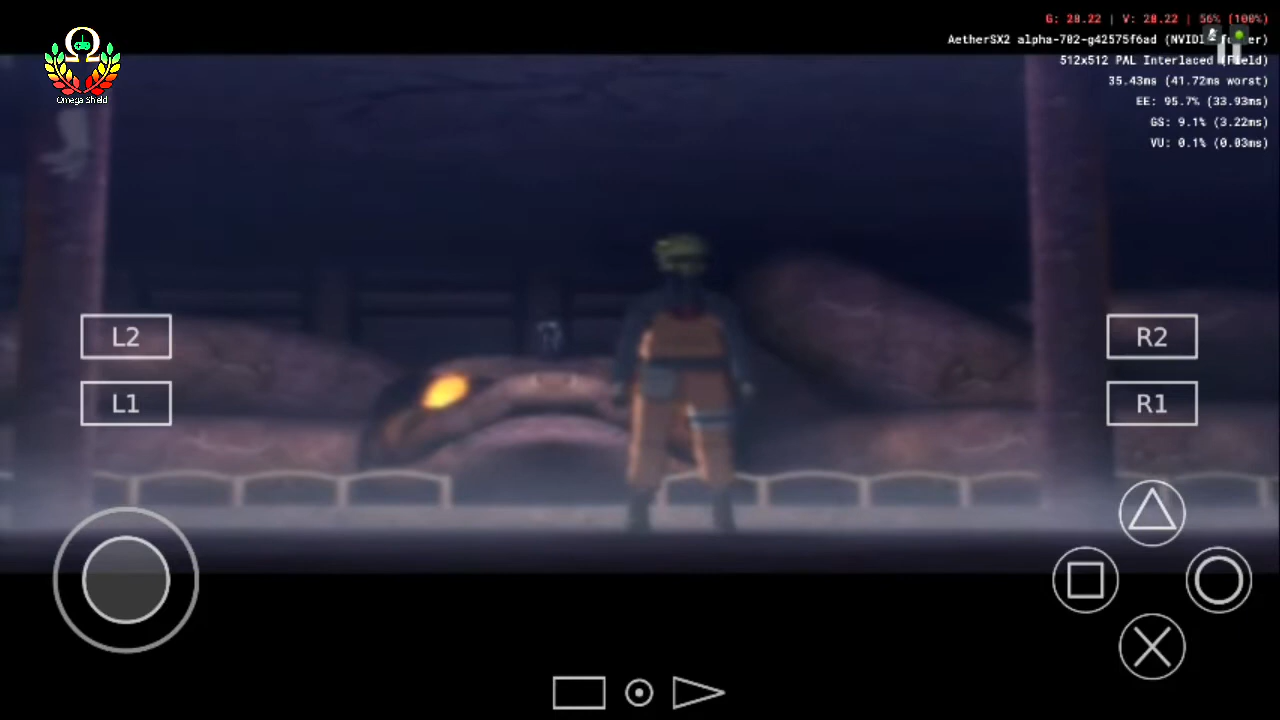 G: 28.22 | V: 28.22 | 56% (100%)
AetherSX2 alpha-702-g42575f6ad (NVIDI
512x512 PAL Interlaced
35.43ms (41.72ms worst)
EE: 95.7% (33.93ms)
GS: 9.1% (3.22ms)
VU: 0.1% (0.03ms)
Ω
Omega Shield
L2
R2
L1
R1